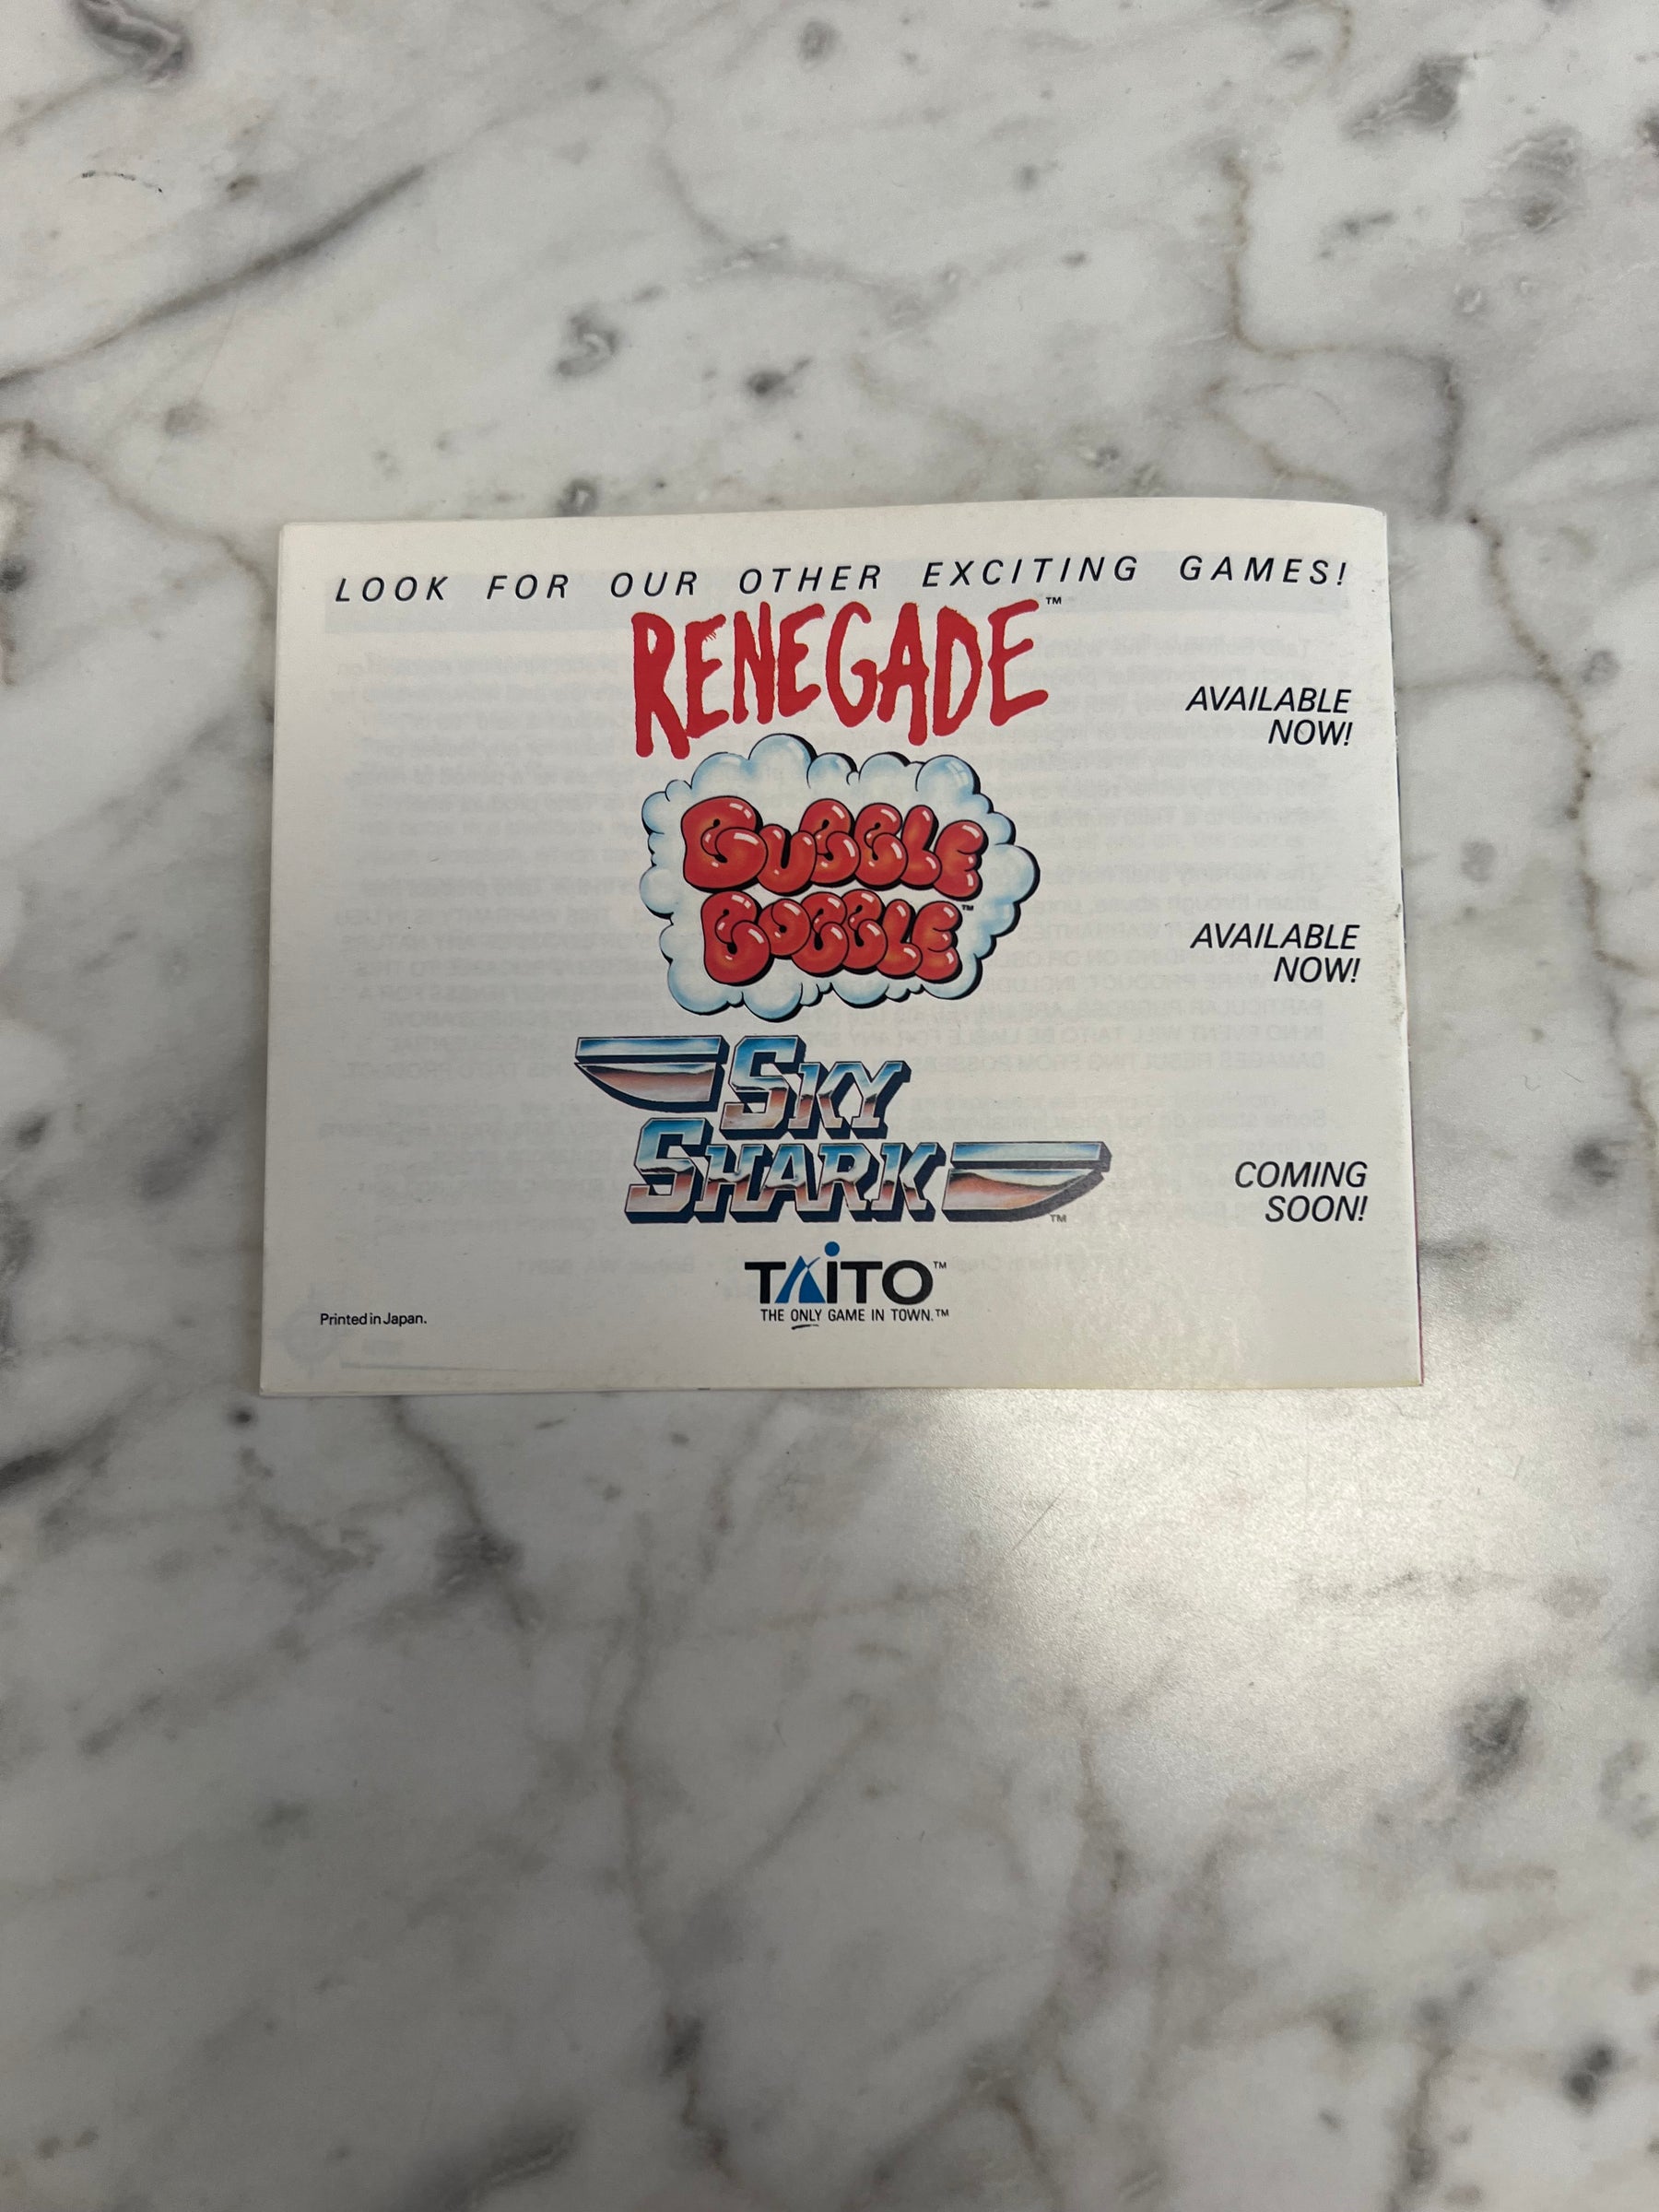 LOOK FOR OUR OTHER EXCITING GAMES!
RENEGADE™
AVAILABLE
NOW!
BUBBLE
BOBBLE™
AVAILABLE
NOW!
SKY
SHARK™
COMING
SOON!
TAiTO™
THE ONLY GAME IN TOWN.™
Printed in Japan.